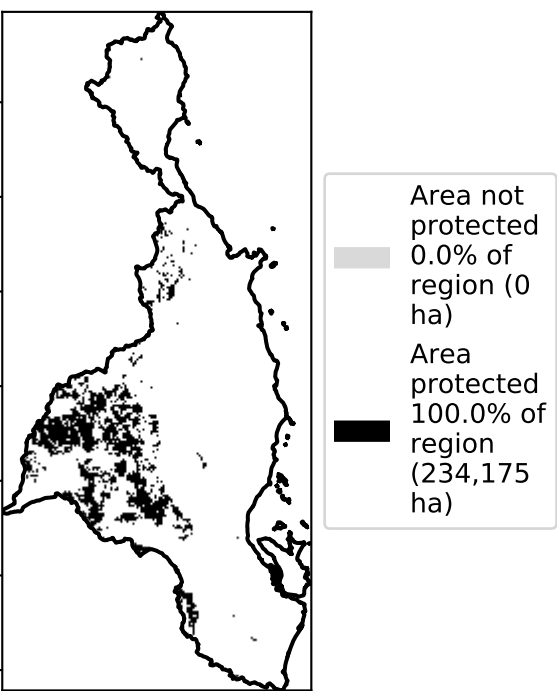 Area not
protected
0.0% of
region (0
ha)
Area
protected
100.0% of
region
(234,175
ha)